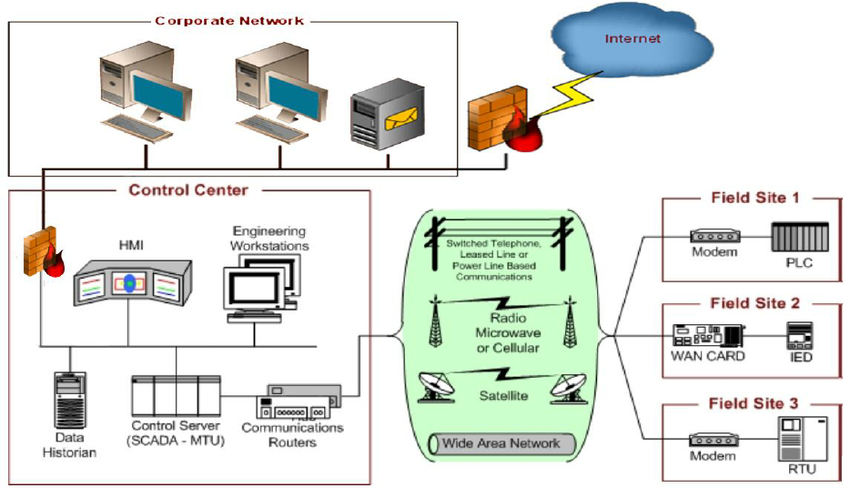 Corporate Network
Internet
Control Center
HMI
Engineering
Workstations
Data
Historian
Control Server
(SCADA - MTU)
Communications
Routers
Switched Telephone,
Leased Line or
Power Line Based
Communications
Radio
Microwave
or Cellular
Satellite
Wide Area Network
Field Site 1
Modem
PLC
Field Site 2
WAN CARD
IED
Field Site 3
Modem
RTU